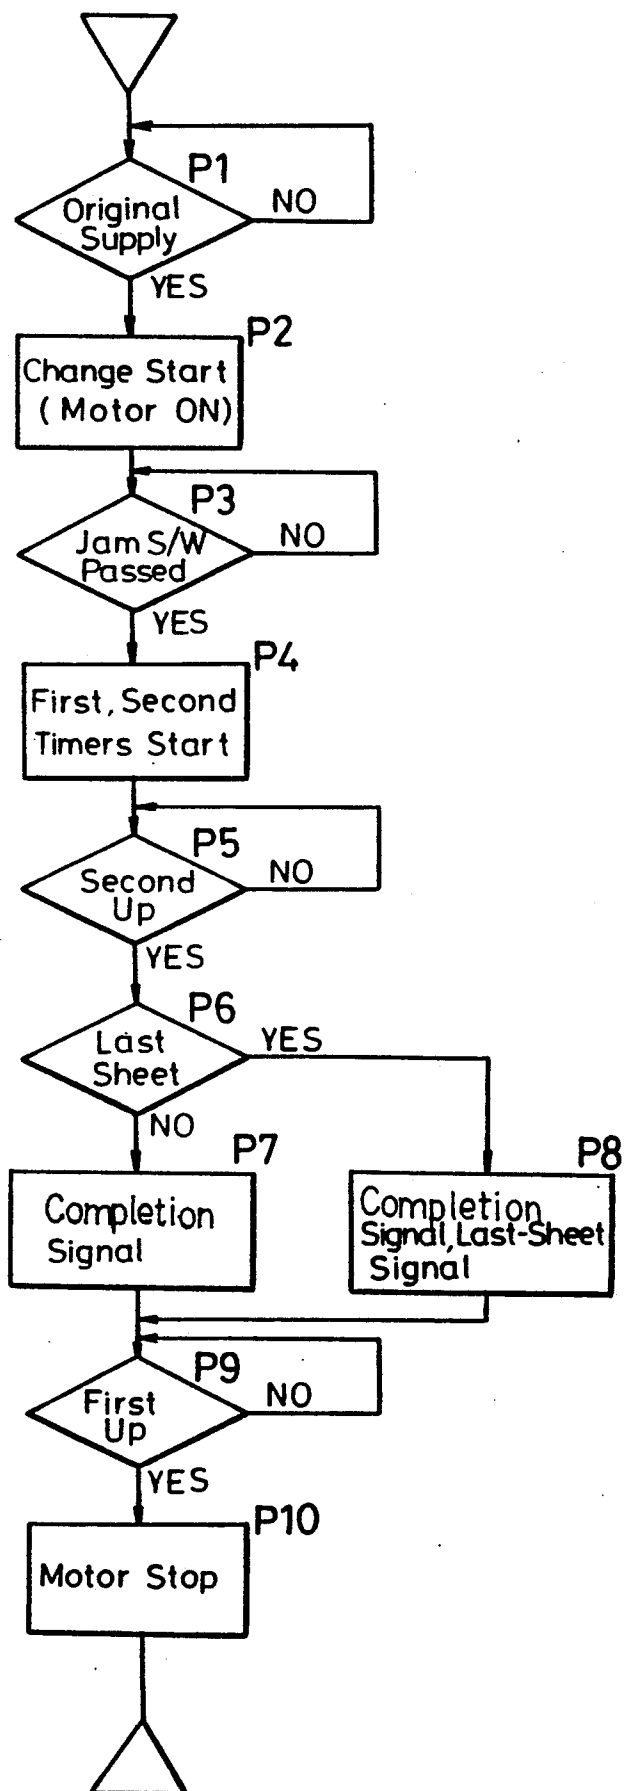 P1
Original
Supply
NO
YES
P2
Change Start
(Motor ON)
P3
Jam S/W
Passed
NO
YES
P4
First, Second
Timers Start
P5
Second
Up
NO
YES
P6
Last
Sheet
YES
NO
P7
Completion
Signal
P8
Completion
Signal, Last-Sheet
Signal
P9
First
Up
NO
YES
P10
Motor Stop